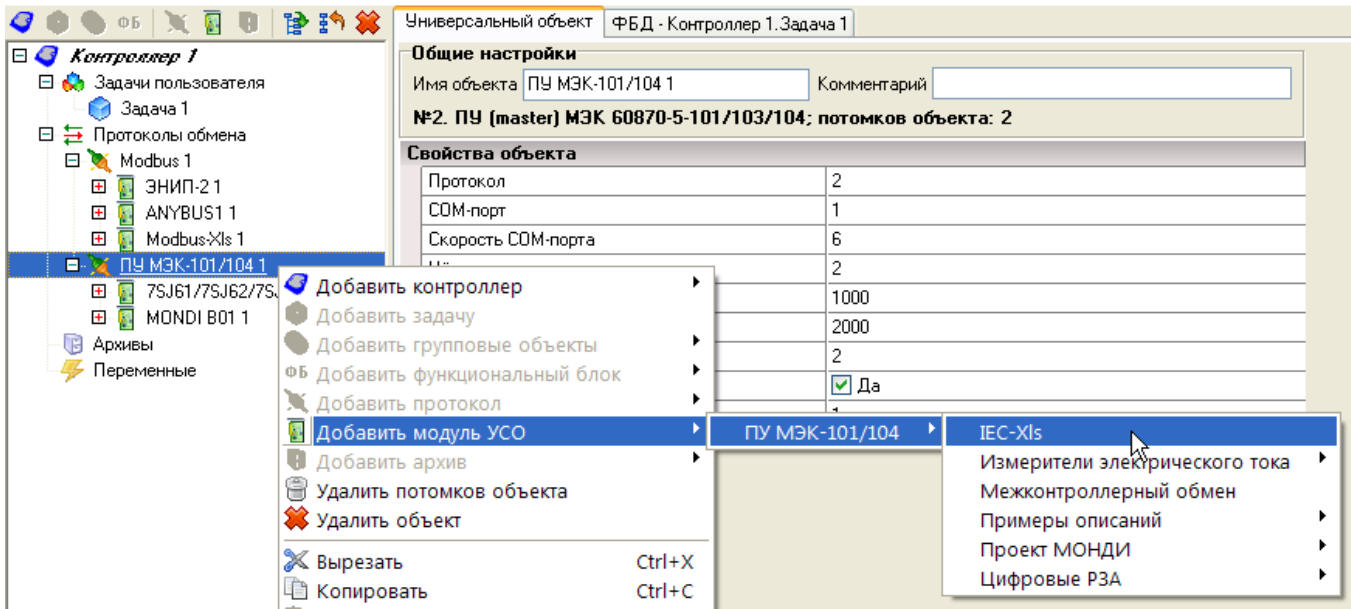 ФБ
Универсальный объект
ФБД - Контроллер 1.Задача 1
Контроллер 1
Задачи пользователя
Задача 1
Протоколы обмена
Modbus 1
ЭНИП-2 1
ANYBUS1 1
Modbus-Xls 1
ПУ МЭК-101/104 1
7SJ61/7SJ62/7S
MONDI B01 1
Архивы
Переменные
Общие настройки
Имя объекта ПУ МЭК-101/104 1 Комментарий
№2. ПУ (master) МЭК 60870-5-101/103/104; потомков объекта: 2
Свойства объекта
Протокол 2
COM-порт 1
Скорость COM-порта 6
2
1000
2000
2
Да
Добавить контроллер
Добавить задачу
Добавить групповые объекты
ФБ Добавить функциональный блок
Добавить протокол
Добавить модуль УСО
Добавить архив
Удалить потомков объекта
Удалить объект
Вырезать Ctrl+X
Копировать Ctrl+C
ПУ МЭК-101/104
IEC-Xls
Измерители электрического тока
Межконтроллерный обмен
Примеры описаний
Проект МОНДИ
Цифровые РЗА